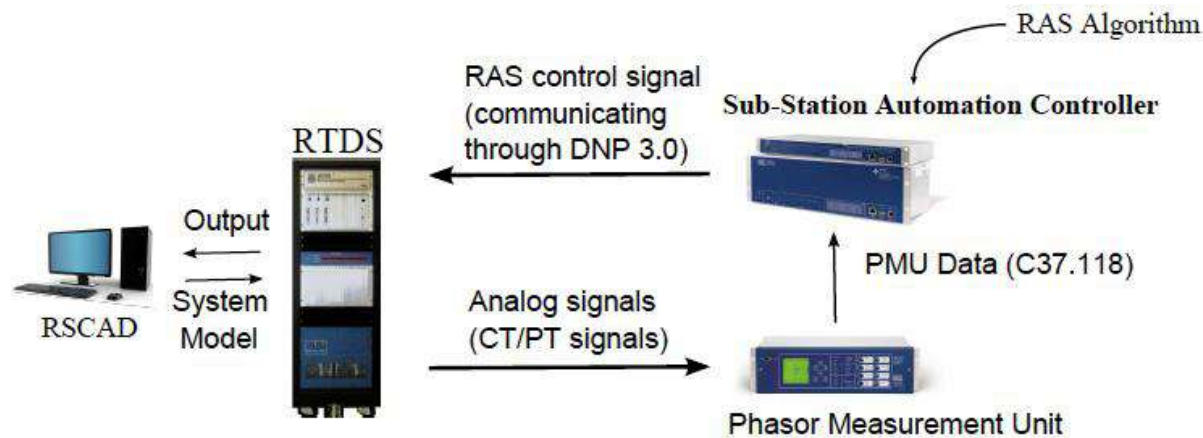 RAS Algorithm
RAS control signal
(communicating
through DNP 3.0)
Sub-Station Automation Controller
RTDS
Output
System
Model
RSCAD
PMU Data (C37.118)
Analog signals
(CT/PT signals)
Phasor Measurement Unit